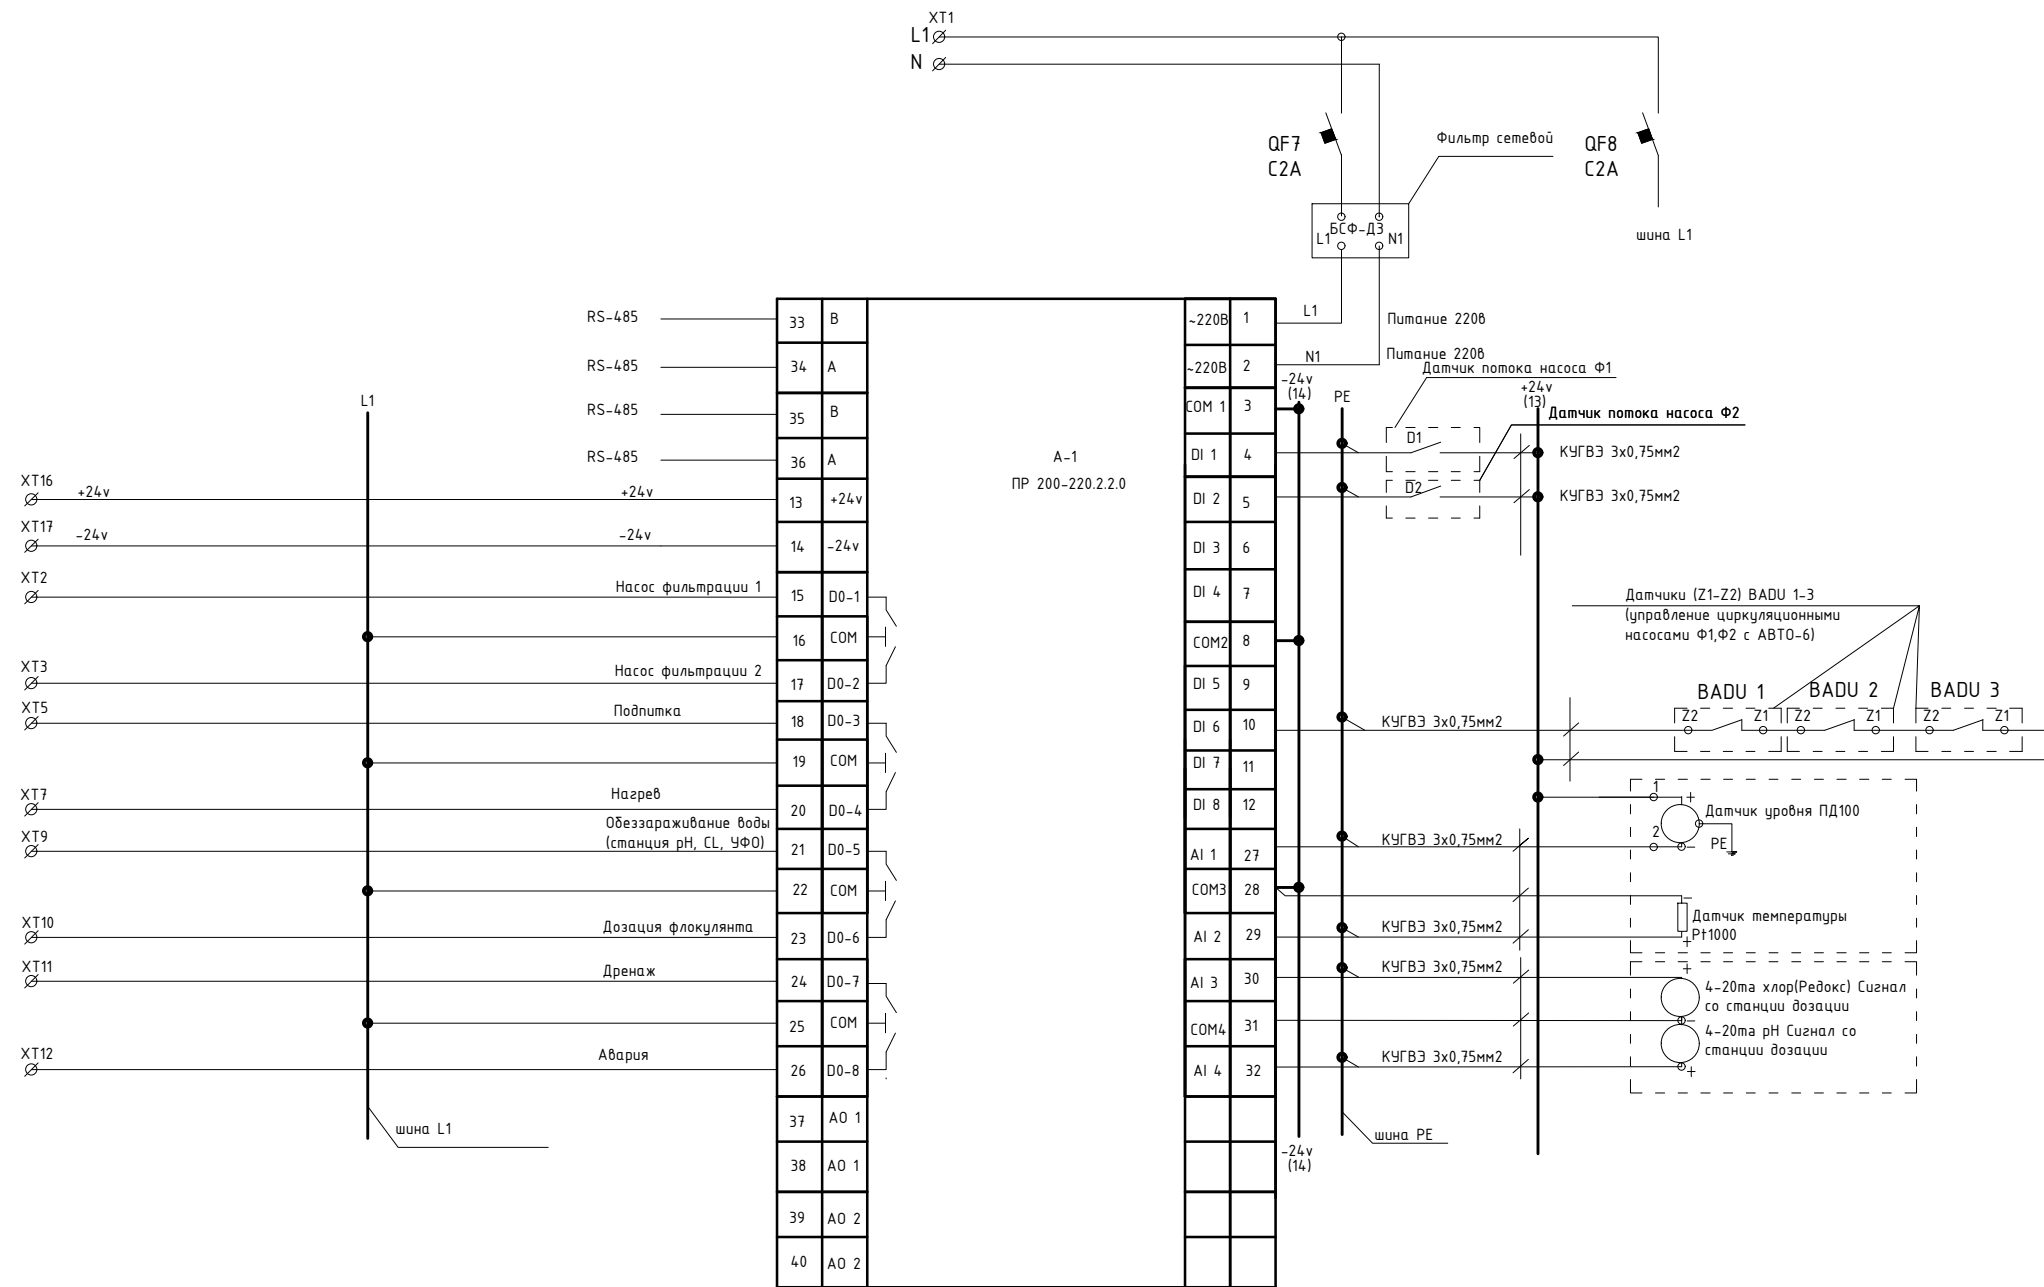 XT1
L1
N
QF7
C2A
Фильтр сетевой
QF8
C2A
БСФ-Д3
L1
N1
шина L1
RS-485
33
B
RS-485
34
A
RS-485
35
B
RS-485
36
A
L1
XT16
+24v
+24v
13
+24v
XT17
-24v
-24v
14
-24v
XT2
Насос фильтрации 1
15
D0-1
16
COM
XT3
Насос фильтрации 2
17
D0-2
XT5
Подпитка
18
D0-3
19
COM
XT7
Нагрев
20
D0-4
XT9
Обеззараживание воды
(станция pH, CL, УФО)
21
D0-5
22
COM
XT10
Дозация флокулянта
23
D0-6
XT11
Дренаж
24
D0-7
25
COM
XT12
Авария
26
D0-8
37
AO 1
38
AO 1
39
AO 2
40
AO 2
шина L1
A-1
ПР 200-220.2.2.0
~220В
1
L1
Питание 220в
~220В
2
N1
Питание 220в
COM 1
3
DI 1
4
DI 2
5
DI 3
6
DI 4
7
COM2
8
DI 5
9
DI 6
10
DI 7
11
DI 8
12
AI 1
27
COM3
28
AI 2
29
AI 3
30
COM4
31
AI 4
32
-24v
(14)
PE
Датчик потока насоса Ф1
+24v
(13)
Датчик потока насоса Ф2
D1
КУГВЭ 3x0,75мм2
D2
КУГВЭ 3x0,75мм2
Датчики (Z1-Z2) BADU 1-3
(управление циркуляционными
насосами Ф1,Ф2 с АВТО-6)
BADU 1
BADU 2
BADU 3
КУГВЭ 3x0,75мм2
Z2
Z1
Z2
Z1
Z2
Z1
1
+
Датчик уровня ПД100
2
-
PE
КУГВЭ 3x0,75мм2
-
Датчик температуры
Pt1000
+
КУГВЭ 3x0,75мм2
КУГВЭ 3x0,75мм2
+
4-20ma хлор(Редокс) Сигнал
со станции дозации
-
4-20ma pH Сигнал со
станции дозации
+
КУГВЭ 3x0,75мм2
шина PE
-24v
(14)